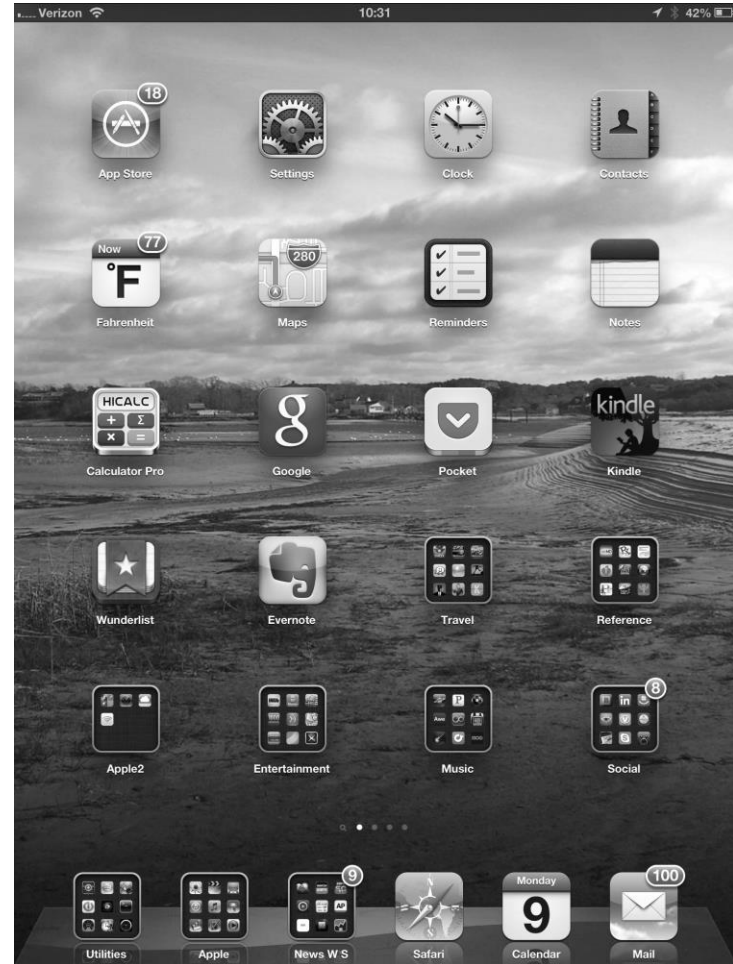 Verizon 10:31 42%
18
App Store Settings Clock Contacts
Now 77 280
°F
Fahrenheit Maps Reminders Notes
HICALC g kindle
+ Σ
× =
Calculator Pro Google Pocket Kindle
Wunderlist Evernote Travel Reference
8
P in
Apple2 Entertainment Music Social
9 Monday 100
AP 9
Utilities Apple News W S Safari Calendar Mail